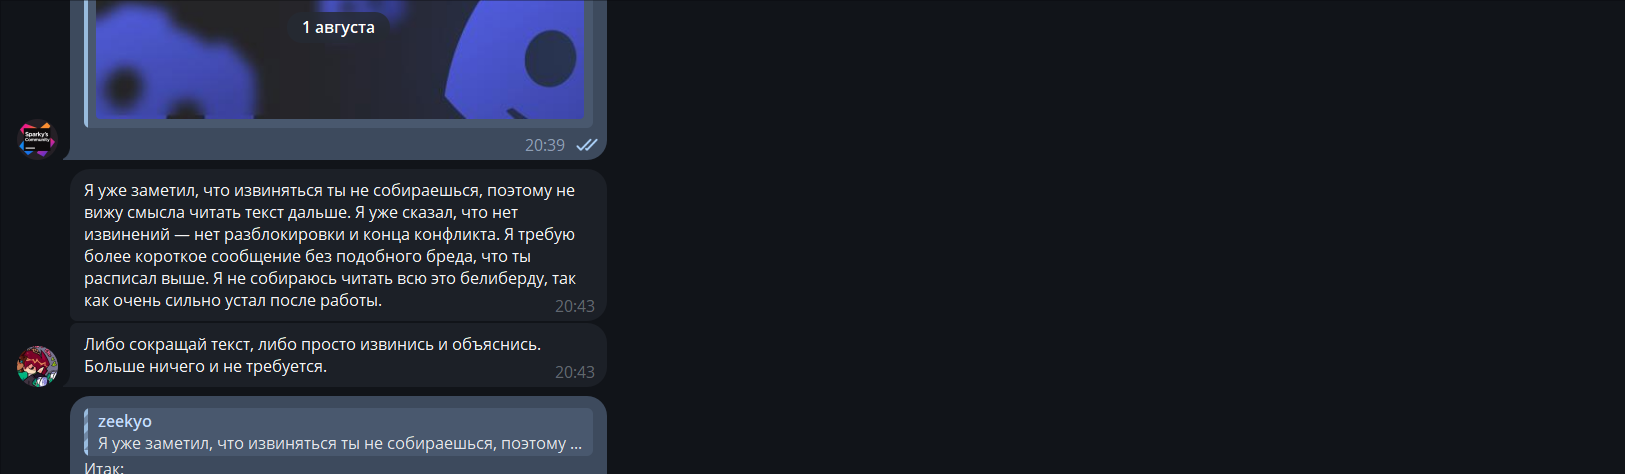 1 августа
Sparky's
Community
20:39
Я уже заметил, что извиняться ты не собираешься, поэтому не
вижу смысла читать текст дальше. Я уже сказал, что нет
извинений — нет разблокировки и конца конфликта. Я требую
более короткое сообщение без подобного бреда, что ты
расписал выше. Я не собираюсь читать всю это белиберду, так
как очень сильно устал после работы.
20:43
Либо сокращай текст, либо просто извинись и объяснись.
Больше ничего и не требуется.
20:43
zeekyo
Я уже заметил, что извиняться ты не собираешься, поэтому ...
Итак: